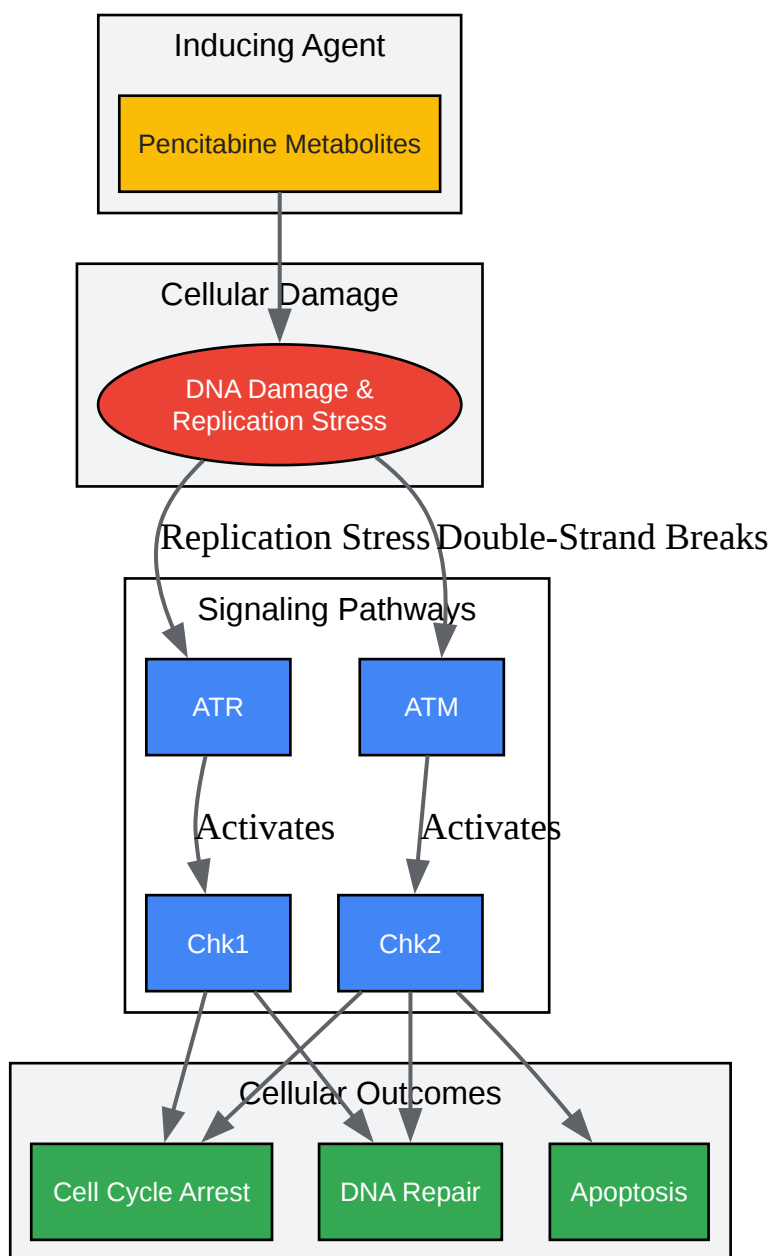 Inducing Agent
Pencitabine Metabolites
Cellular Damage
DNA Damage &
Replication Stress
Replication Stress
Double-Strand Breaks
Signaling Pathways
ATR
ATM
Activates
Activates
Chk1
Chk2
Cellular Outcomes
Cell Cycle Arrest
DNA Repair
Apoptosis